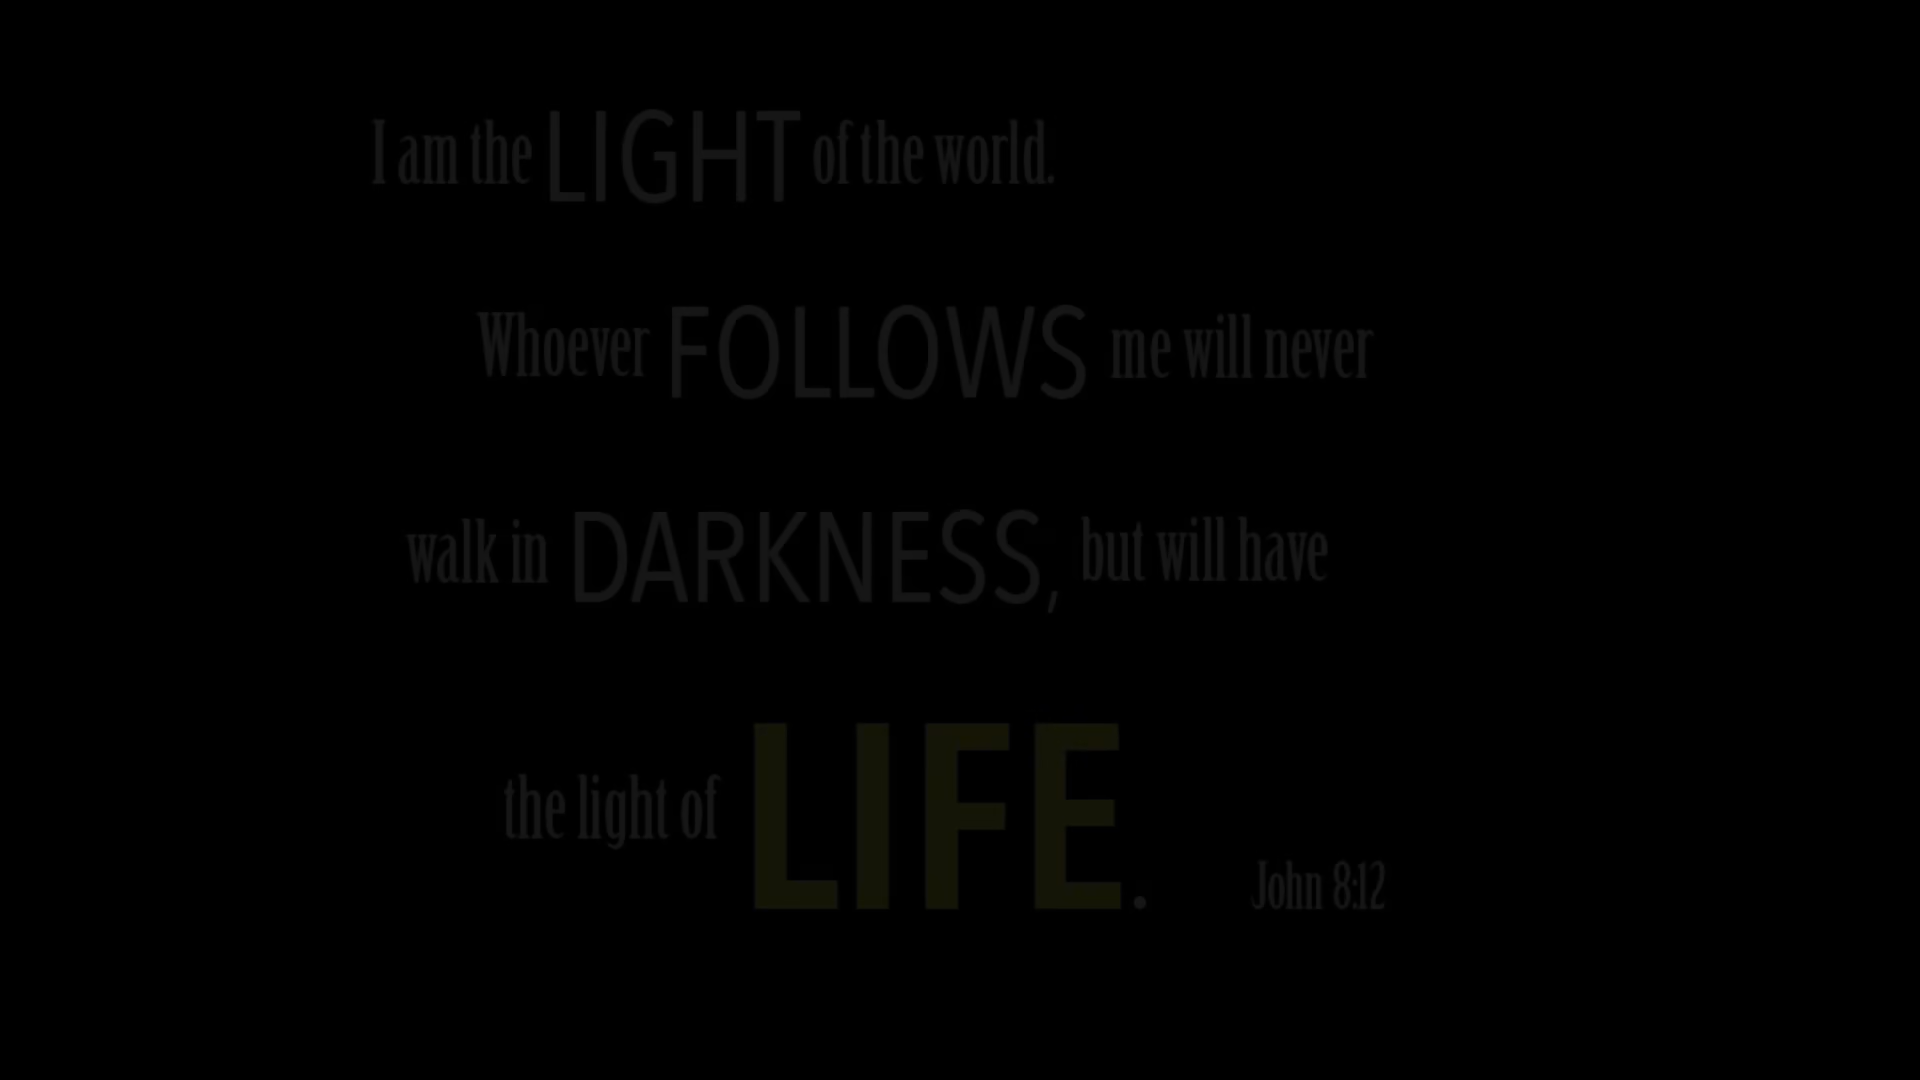 I am the LIGHT of the world.
Whoever FOLLOWS me will never
walk in DARKNESS, but will have
the light of LIFE.
John 8:12